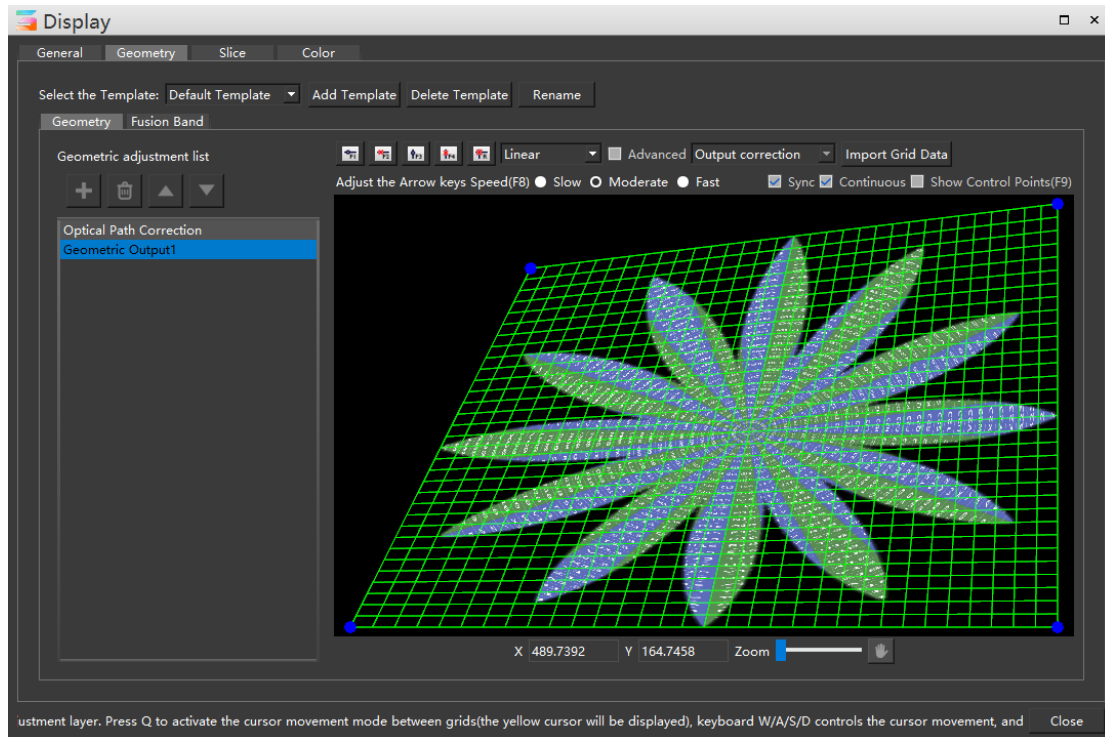 Display
General Geometry Slice Color
Select the Template: Default Template Add Template Delete Template Rename
Geometry Fusion Band
Geometric adjustment list
F1 F2 F3 F4 R Linear Advanced Output correction Import Grid Data
Adjust the Arrow keys Speed(F8) Slow Moderate Fast Sync Continuous Show Control Points(F9)
Optical Path Correction
Geometric Output1
X 489.7392 Y 164.7458 Zoom
ustment layer. Press Q to activate the cursor movement mode between grids(the yellow cursor will be displayed), keyboard W/A/S/D controls the cursor movement, and Close